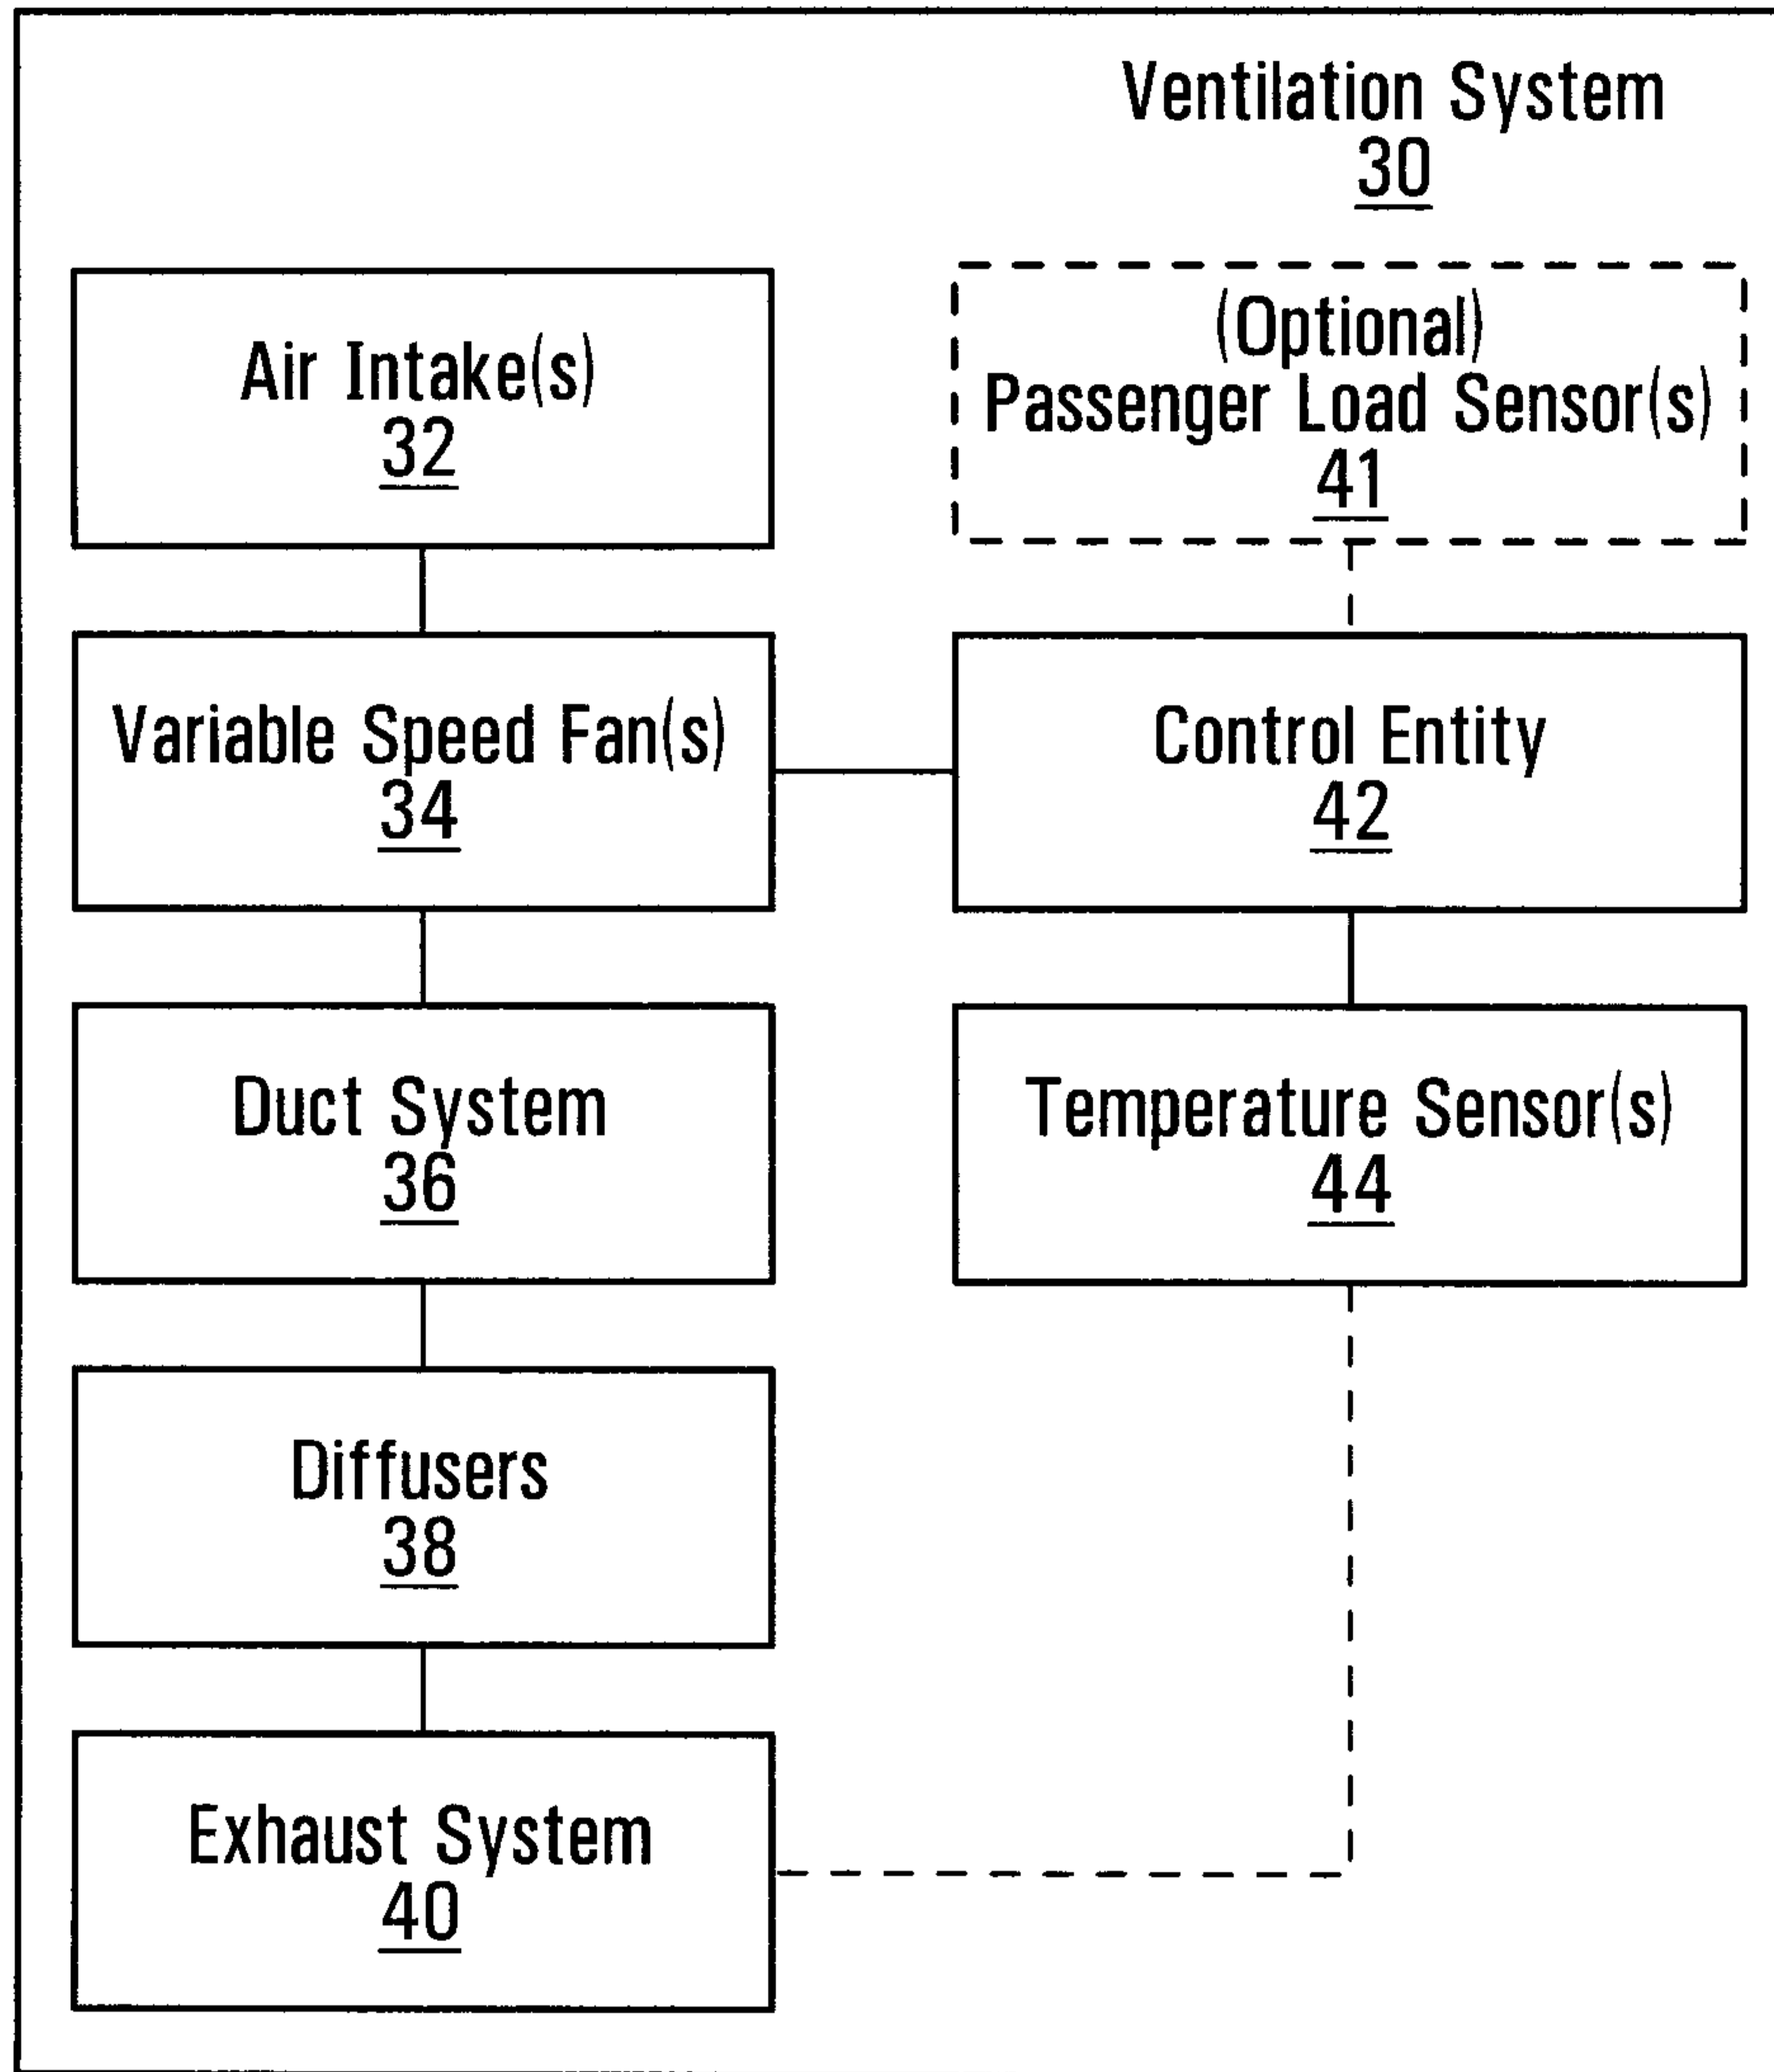 Ventilation System
30
Air Intake(s)
32
(Optional)
Passenger Load Sensor(s)
41
Variable Speed Fan(s)
34
Control Entity
42
Duct System
36
Temperature Sensor(s)
44
Diffusers
38
Exhaust System
40